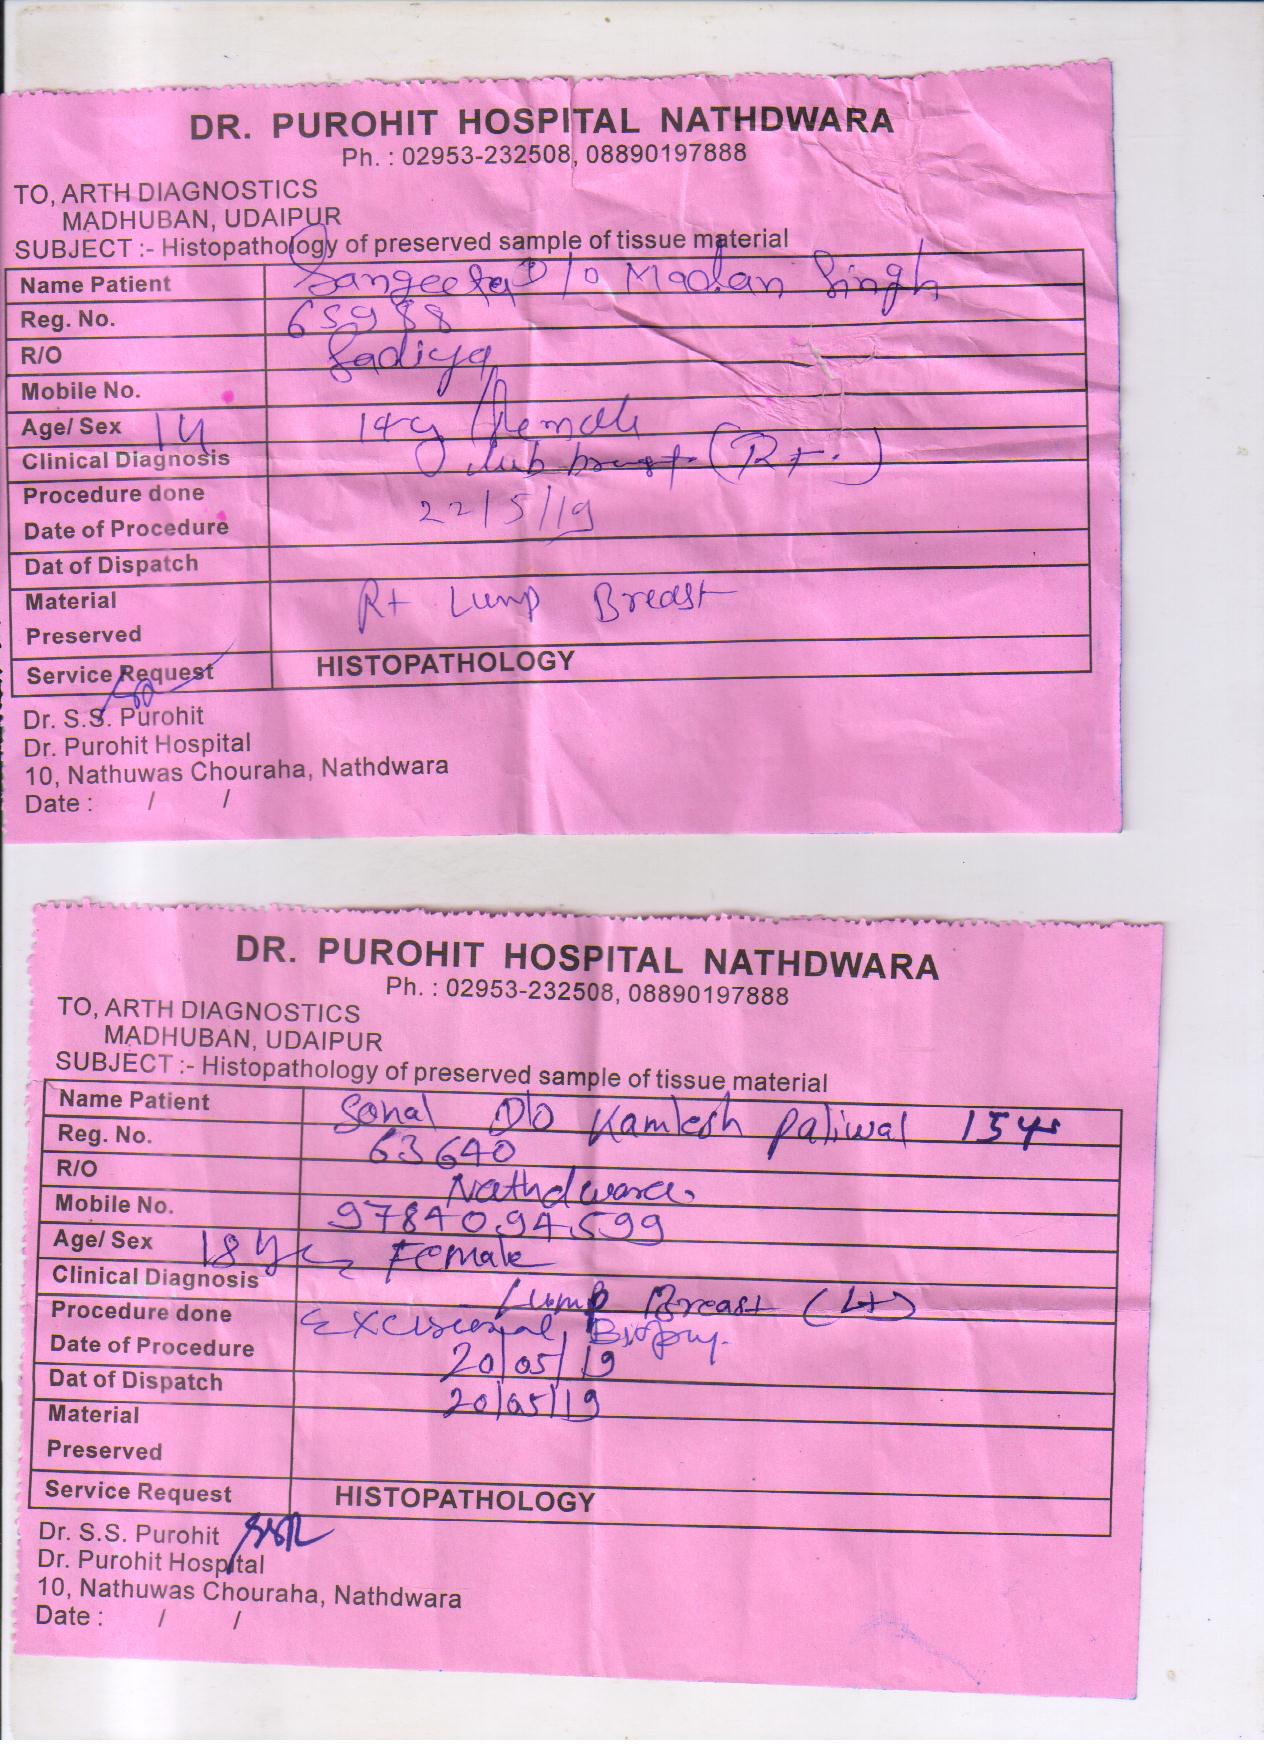 DR. PUROHIT HOSPITAL NATHDWARA
Ph. : 02953-232508, 08890197888
TO, ARTH DIAGNOSTICS
MADHUBAN, UDAIPUR
SUBJECT :- Histopathology of preserved sample of tissue material
Name Patient Sangeeta D/o Madan Singh
Reg. No. 65988
R/O Sadiya
Mobile No.
Age/ Sex 14 14y /Female
Clinical Diagnosis (Rt.)
Procedure done
Date of Procedure 22/5/19
Dat of Dispatch
Material Rt Lump Breast
Preserved
Service Request HISTOPATHOLOGY
Dr. S.S. Purohit
Dr. Purohit Hospital
10, Nathuwas Chouraha, Nathdwara
Date : / /
DR. PUROHIT HOSPITAL NATHDWARA
Ph. : 02953-232508, 08890197888
TO, ARTH DIAGNOSTICS
MADHUBAN, UDAIPUR
SUBJECT :- Histopathology of preserved sample of tissue material
Name Patient Sonal D/o Kamlesh Paliwal 15yr
Reg. No. 63640
R/O Nathdwara
Mobile No. 9784094599
Age/ Sex 18 Yr Female
Clinical Diagnosis Lump Breast (Lt)
Procedure done Excisional Biopsy.
Date of Procedure 20/05/19
Dat of Dispatch 20/05/19
Material
Preserved
Service Request HISTOPATHOLOGY
Dr. S.S. Purohit
Dr. Purohit Hospital
10, Nathuwas Chouraha, Nathdwara
Date : / /